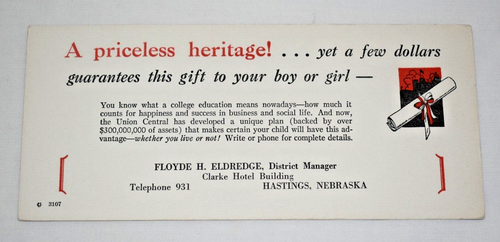 A priceless heritage! . . . yet a few dollars
guarantees this gift to your boy or girl —
You know what a college education means nowadays—how much it
counts for happiness and success in business and social life. And now,
the Union Central has developed a unique plan (backed by over
$300,000,000 of assets) that makes certain your child will have this ad-
vantage—whether you live or not! Write or phone for complete details.
FLOYDE H. ELDREDGE, District Manager
Clarke Hotel Building
Telephone 931 HASTINGS, NEBRASKA
3107